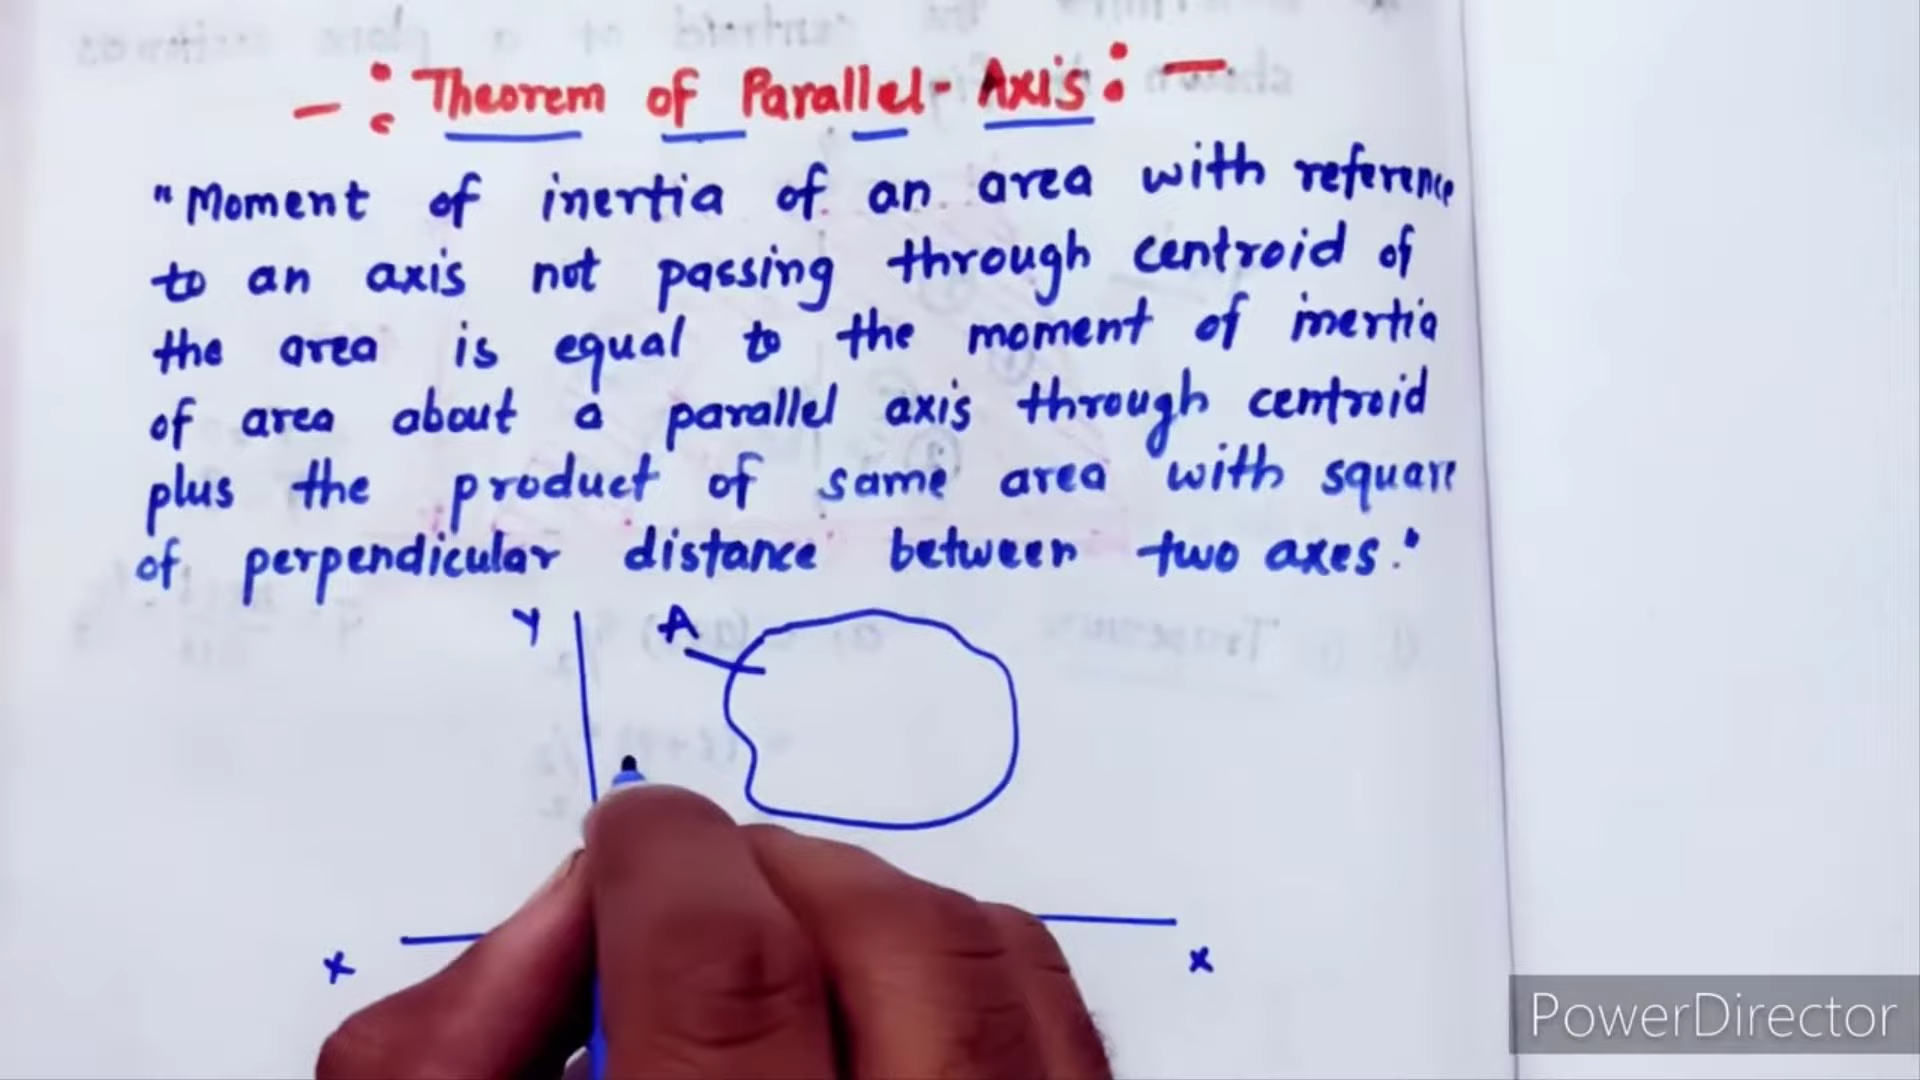 -: Theorem of Parallel-Axis:-
"Moment of inertia of an area with reference
to an axis not passing through centroid of
the area is equal to the moment of inertia
of area about a parallel axis through centroid
plus the product of same area with square
of perpendicular distance between two axes."
Y A
X X
PowerDirector